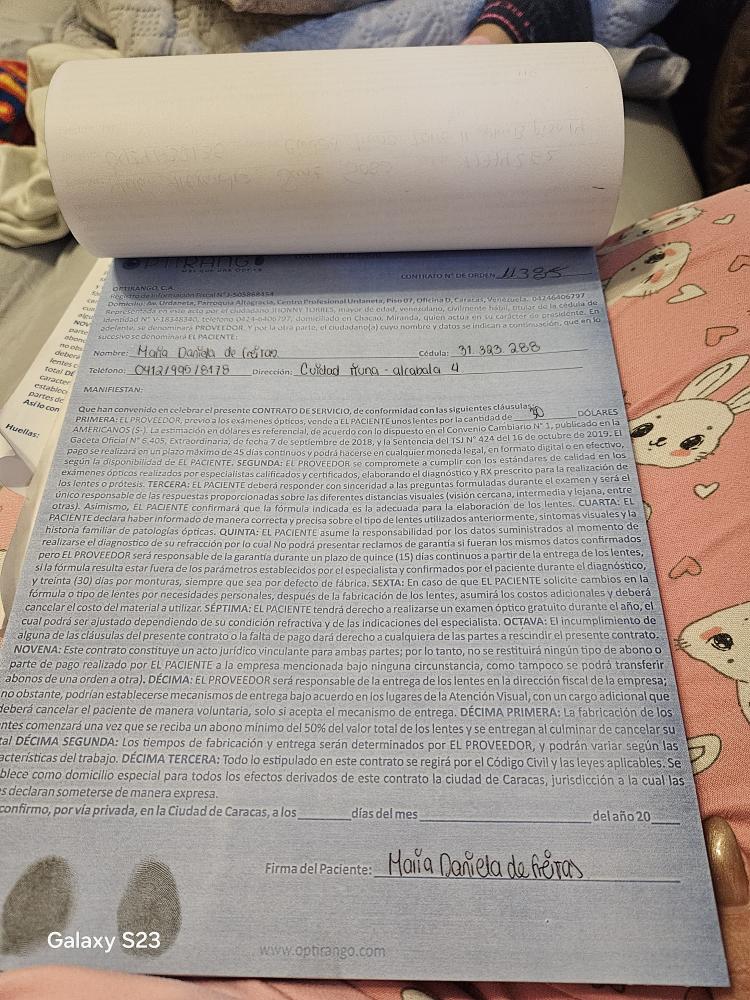 OPTIRANGO
MÁS QUE UNA ÓPTICA
CONTRATO N° DE ORDEN 11385
OPTIRANGO, C.A.
Registro de Información Fiscal N° J-505868454
Domicilio: Av. Urdaneta, Parroquia Altagracia, Centro Profesional Urdaneta, Piso 07, Oficina D, Caracas, Venezuela. 04246406797
Representada en este acto por el ciudadano JHONNY TORRES, mayor de edad, venezolano, civilmente hábil, titular de la cédula de
identidad N° V-18348340, teléfono 0424-6406797, domiciliado en Chacao, Miranda, quien actúa en su carácter de presidente. En
adelante, se denominará PROVEEDOR. Y por la otra parte, el ciudadano(a) cuyo nombre y datos se indican a continuación, que en lo
sucesivo se denominará EL PACIENTE:
Nombre: Maria Daniela de freitas Cédula: 31.323.288
Teléfono: Dirección: Cuidad tiuna - alcabala 4
MANIFIESTAN:
Que han convenido en celebrar el presente CONTRATO DE SERVICIO, de conformidad con las siguientes cláusulas:
PRIMERA: EL PROVEEDOR, previo a los exámenes ópticos, vende a EL PACIENTE unos lentes por la cantidad de 30 DÓLARES
AMERICANOS ($-). La estimación en dólares es referencial, de acuerdo con lo dispuesto en el Convenio Cambiario N° 1, publicado en la
Gaceta Oficial N° 6.405, Extraordinaria, de fecha 7 de septiembre de 2018, y la Sentencia del TSJ N° 424 del 16 de octubre de 2019. El
pago se realizará en un plazo máximo de 45 días continuos y podrá hacerse en cualquier moneda legal, en formato digital o en efectivo,
según la disponibilidad de EL PACIENTE. SEGUNDA: EL PROVEEDOR se compromete a cumplir con los estándares de calidad en los
exámenes ópticos realizados por especialistas calificados y certificados, elaborando el diagnóstico y RX prescrito para la realización de
los lentes o prótesis. TERCERA: EL PACIENTE deberá responder con sinceridad a las preguntas formuladas durante el examen y será el
único responsable de las respuestas proporcionadas sobre las diferentes distancias visuales (visión cercana, intermedia y lejana, entre
otras). Asimismo, EL PACIENTE confirmará que la fórmula indicada es la adecuada para la elaboración de los lentes. CUARTA: EL
PACIENTE declara haber informado de manera correcta y precisa sobre el tipo de lentes utilizados anteriormente, síntomas visuales y la
historia familiar de patologías ópticas. QUINTA: EL PACIENTE asume la responsabilidad por los datos suministrados al momento de
realizarse el diagnostico de su refracción por lo cual No podrá presentar reclamos de garantía si fueran los mismos datos confirmados
pero EL PROVEEDOR será responsable de la garantía durante un plazo de quince (15) días continuos a partir de la entrega de los lentes,
si la fórmula resulta estar fuera de los parámetros establecidos por el especialista y confirmados por el paciente durante el diagnóstico,
y treinta (30) días por monturas, siempre que sea por defecto de fábrica. SEXTA: En caso de que EL PACIENTE solicite cambios en la
fórmula o tipo de lentes por necesidades personales, después de la fabricación de los lentes, asumirá los costos adicionales y deberá
cancelar el costo del material a utilizar. SÉPTIMA: EL PACIENTE tendrá derecho a realizarse un examen óptico gratuito durante el año, el
cual podrá ser ajustado dependiendo de su condición refractiva y de las indicaciones del especialista. OCTAVA: El incumplimiento de
alguna de las cláusulas del presente contrato o la falta de pago dará derecho a cualquiera de las partes a rescindir el presente contrato.
NOVENA: Este contrato constituye un acto jurídico vinculante para ambas partes; por lo tanto, no se restituirá ningún tipo de abono o
parte de pago realizado por EL PACIENTE a la empresa mencionada bajo ninguna circunstancia, como tampoco se podrá transferir
abonos de una orden a otra). DÉCIMA: EL PROVEEDOR será responsable de la entrega de los lentes en la dirección fiscal de la empresa;
no obstante, podrían establecerse mecanismos de entrega bajo acuerdo en los lugares de la Atención Visual, con un cargo adicional que
deberá cancelar el paciente de manera voluntaria, solo si acepta el mecanismo de entrega. DÉCIMA PRIMERA: La fabricación de los
ntes comenzará una vez que se reciba un abono mínimo del 50% del valor total de los lentes y se entregan al culminar de cancelar su
tal DÉCIMA SEGUNDA: Los tiempos de fabricación y entrega serán determinados por EL PROVEEDOR, y podrán variar según las
acterísticas del trabajo. DÉCIMA TERCERA: Todo lo estipulado en este contrato se regirá por el Código Civil y las leyes aplicables. Se
blece como domicilio especial para todos los efectos derivados de este contrato la ciudad de Caracas, jurisdicción a la cual las
es declaran someterse de manera expresa.
confirmo, por vía privada, en la Ciudad de Caracas, a los días del mes del año 20
Firma del Paciente: Maria Daniela de freitas
www.optirango.com
Huellas:
Galaxy S23